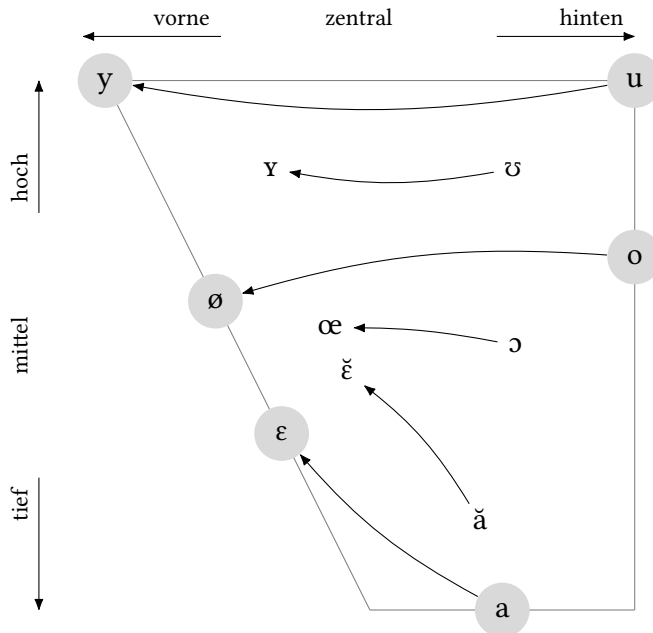 vorne zentral hinten
y u
hoch
ʏ ʊ
o
ø
mittel
œ ɔ
ɛ̆
ɛ
tief
ă
a